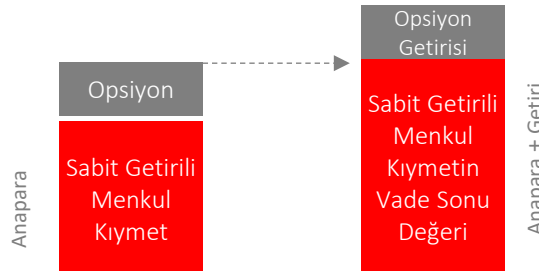 Anapara
Opsiyon
Sabit Getirili
Menkul
Kıymet
Opsiyon
Getirisi
Sabit Getirili
Menkul
Kıymetin
Vade Sonu
Değeri
Anapara + Getiri